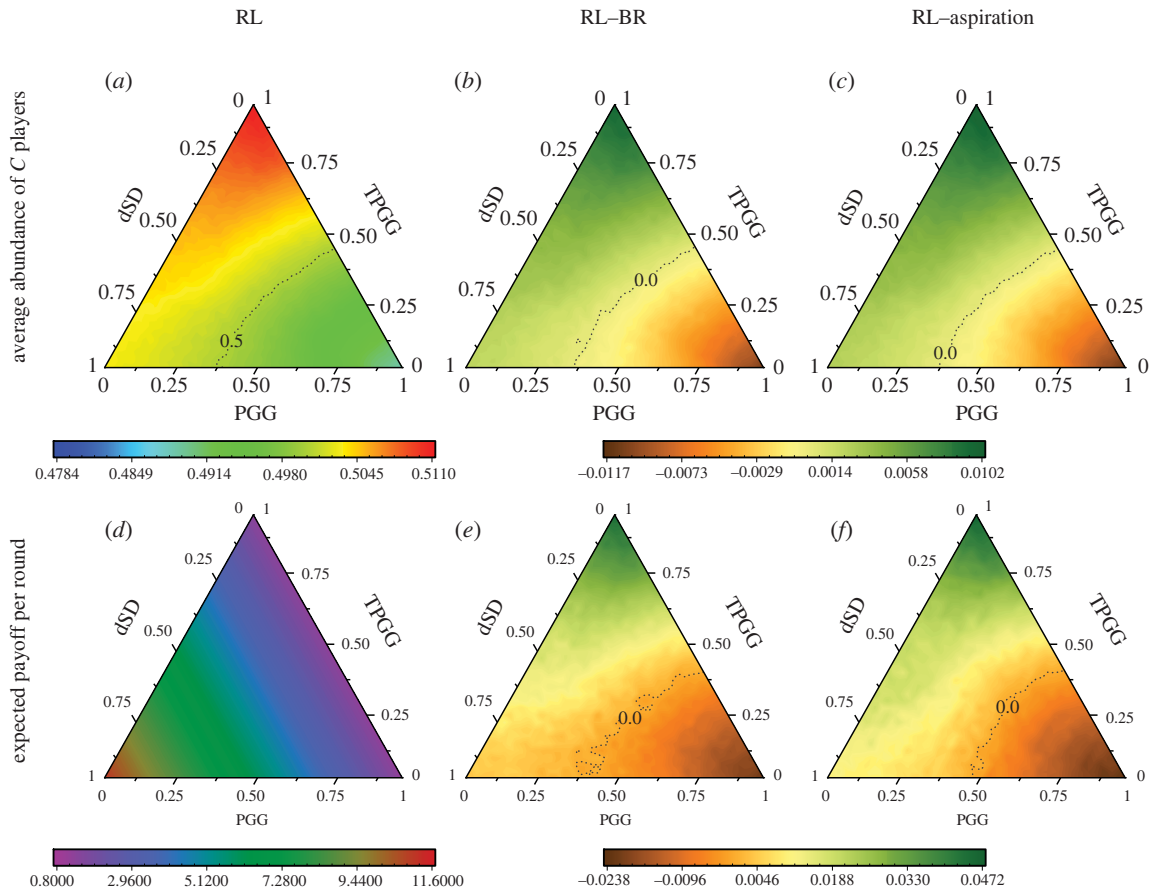 RL RL–BR RL–aspiration
average abundance of C players
(a) (b) (c)
0 1 0 1 0 1
0.25 0.75 0.25 0.75 0.25 0.75
dSD TPGG dSD TPGG dSD TPGG
0.50 0.50 0.50 0.50 0.50 0.50
0.75 0.25 0.75 0.25 0.75 0.25
0.5 0.0 0.0
1 0 1 0 1 0
0 0.25 0.50 0.75 1 0 0.25 0.50 0.75 1 0 0.25 0.50 0.75 1
PGG PGG PGG
0.4784 0.4849 0.4914 0.4980 0.5045 0.5110 –0.0117 –0.0073 –0.0029 0.0014 0.0058 0.0102
expected payoff per round
(d) (e) (f)
0 1 0 1 0 1
0.25 0.75 0.25 0.75 0.25 0.75
dSD TPGG dSD TPGG dSD TPGG
0.50 0.50 0.50 0.50 0.50 0.50
0.75 0.25 0.75 0.25 0.75 0.25
0.0 0.0
1 0 1 0 1 0
0 0.25 0.50 0.75 1 0 0.25 0.50 0.75 1 0 0.25 0.50 0.75 1
PGG PGG PGG
0.8000 2.9600 5.1200 7.2800 9.4400 11.6000 –0.0238 –0.0096 0.0046 0.0188 0.0330 0.0472